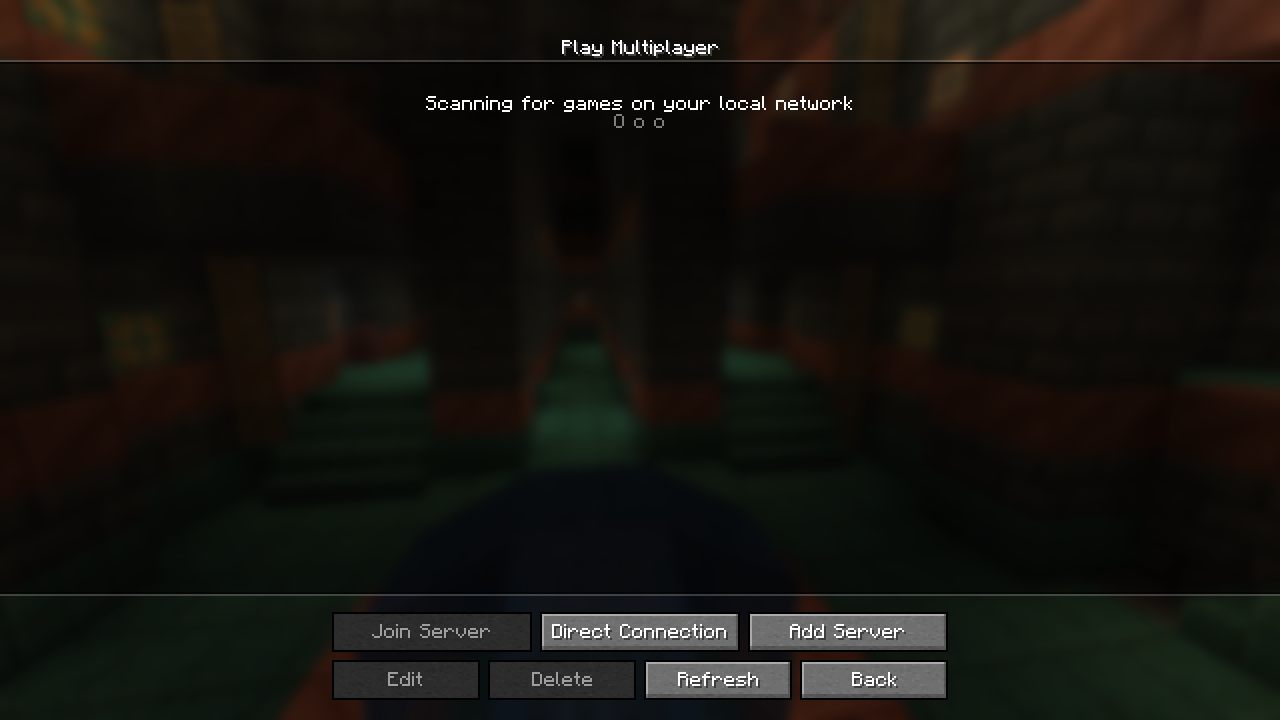 Play Multiplayer
Scanning for games on your local network
O o o
Join Server
Direct Connection
Add Server
Edit
Delete
Refresh
Back